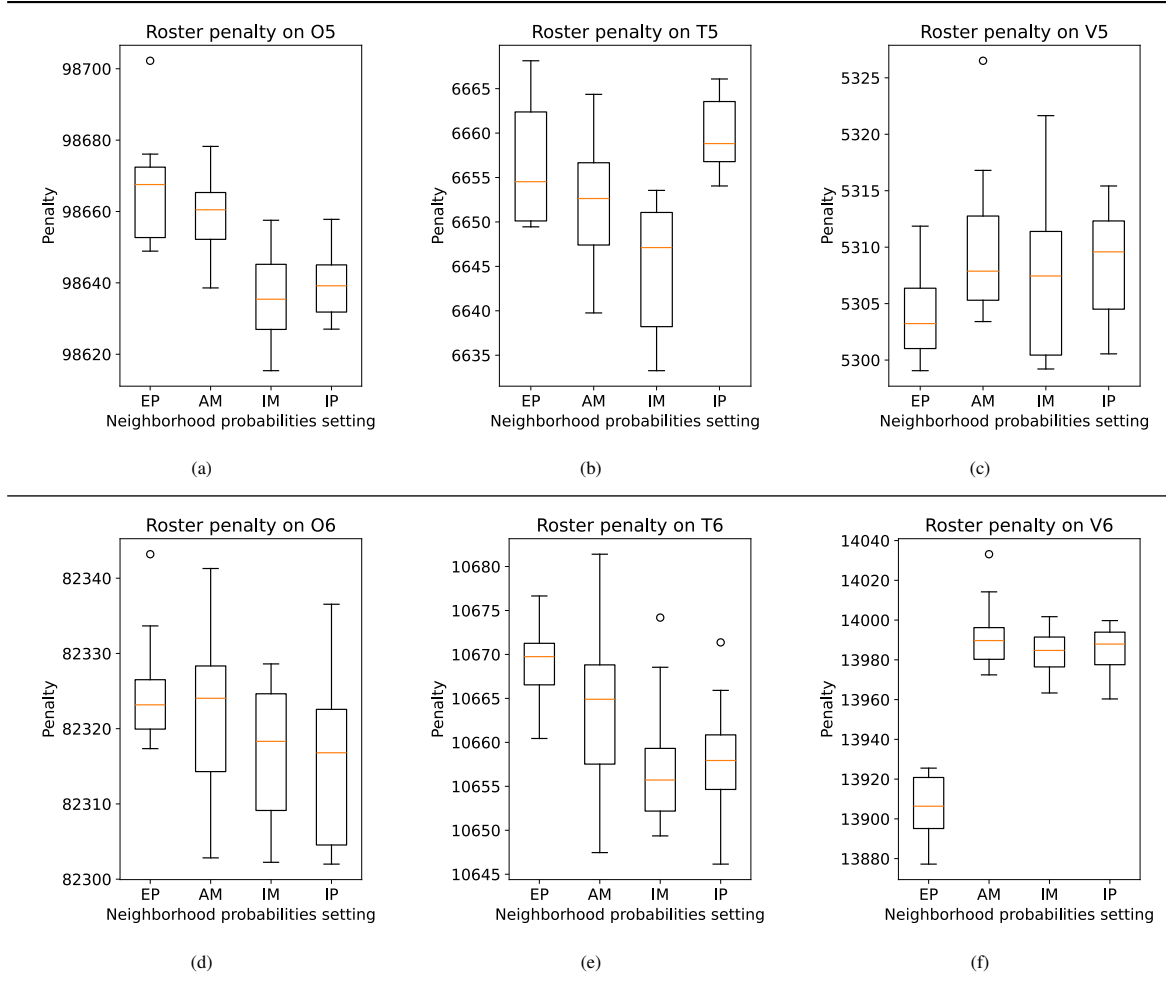 Roster penalty on O5
98700
98680
98660
98640
98620
Penalty
EP AM IM IP
Neighborhood probabilities setting
(a)
Roster penalty on T5
6665
6660
6655
6650
6645
6640
6635
Penalty
EP AM IM IP
Neighborhood probabilities setting
(b)
Roster penalty on V5
5325
5320
5315
5310
5305
5300
Penalty
EP AM IM IP
Neighborhood probabilities setting
(c)
Roster penalty on O6
82340
82330
82320
82310
82300
Penalty
EP AM IM IP
Neighborhood probabilities setting
(d)
Roster penalty on T6
10680
10675
10670
10665
10660
10655
10650
10645
Penalty
EP AM IM IP
Neighborhood probabilities setting
(e)
Roster penalty on V6
14040
14020
14000
13980
13960
13940
13920
13900
13880
Penalty
EP AM IM IP
Neighborhood probabilities setting
(f)